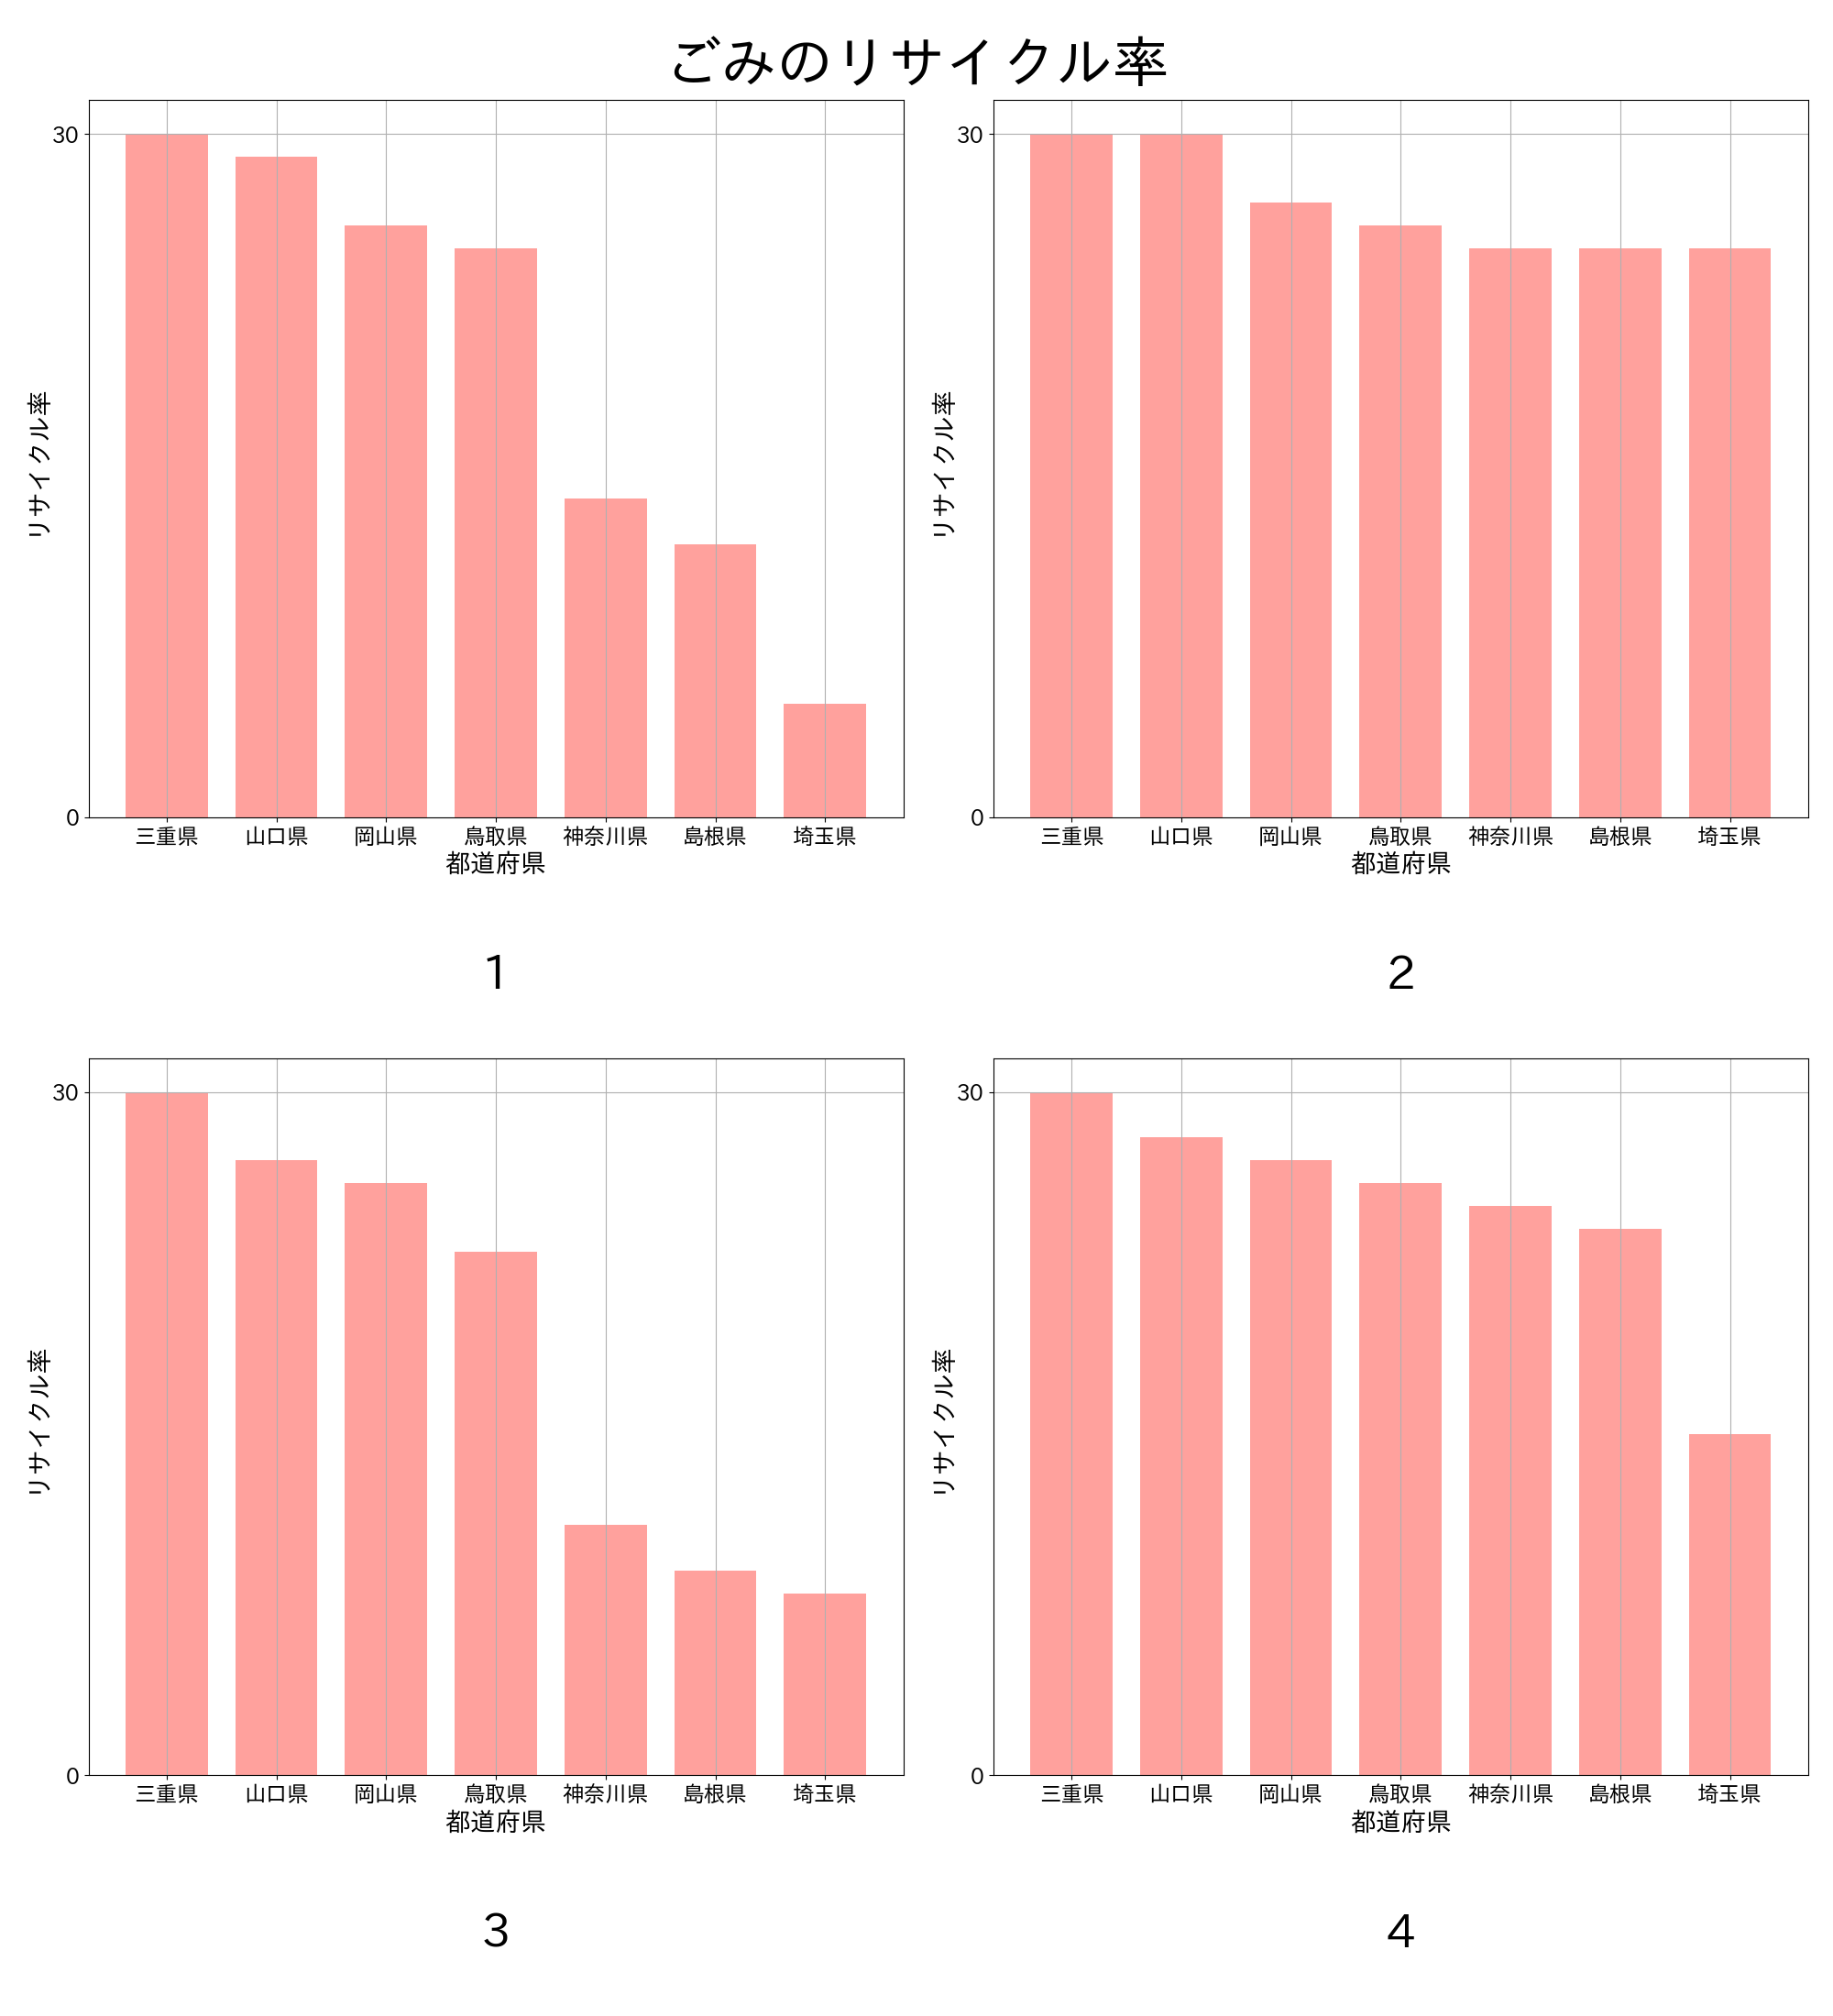 ごみのリサイクル率
30
0
リサイクル率
三重県 山口県 岡山県 鳥取県 神奈川県 島根県 埼玉県
都道府県
1
30
0
リサイクル率
三重県 山口県 岡山県 鳥取県 神奈川県 島根県 埼玉県
都道府県
2
30
0
リサイクル率
三重県 山口県 岡山県 鳥取県 神奈川県 島根県 埼玉県
都道府県
3
30
0
リサイクル率
三重県 山口県 岡山県 鳥取県 神奈川県 島根県 埼玉県
都道府県
4